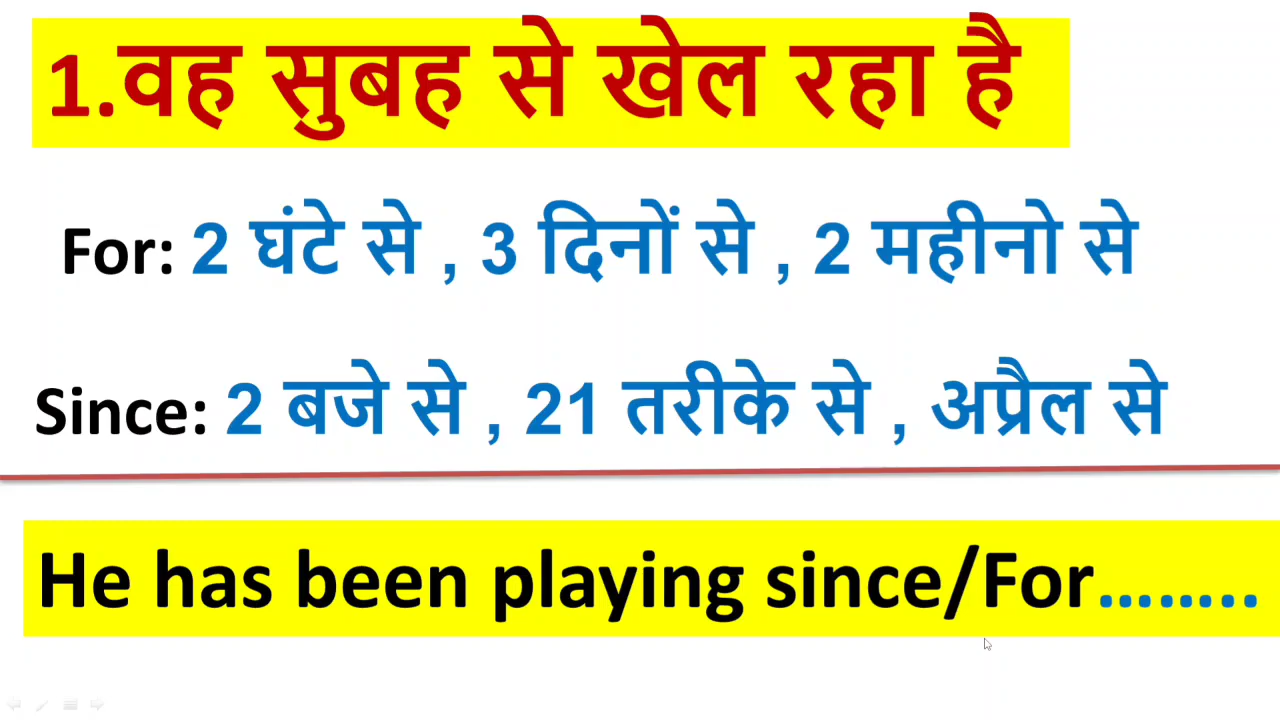 1.वह सुबह से खेल रहा है
For: 2 घंटे से , 3 दिनों से , 2 महीनो से
Since: 2 बजे से , 21 तरीके से , अप्रैल से
He has been playing since/For........